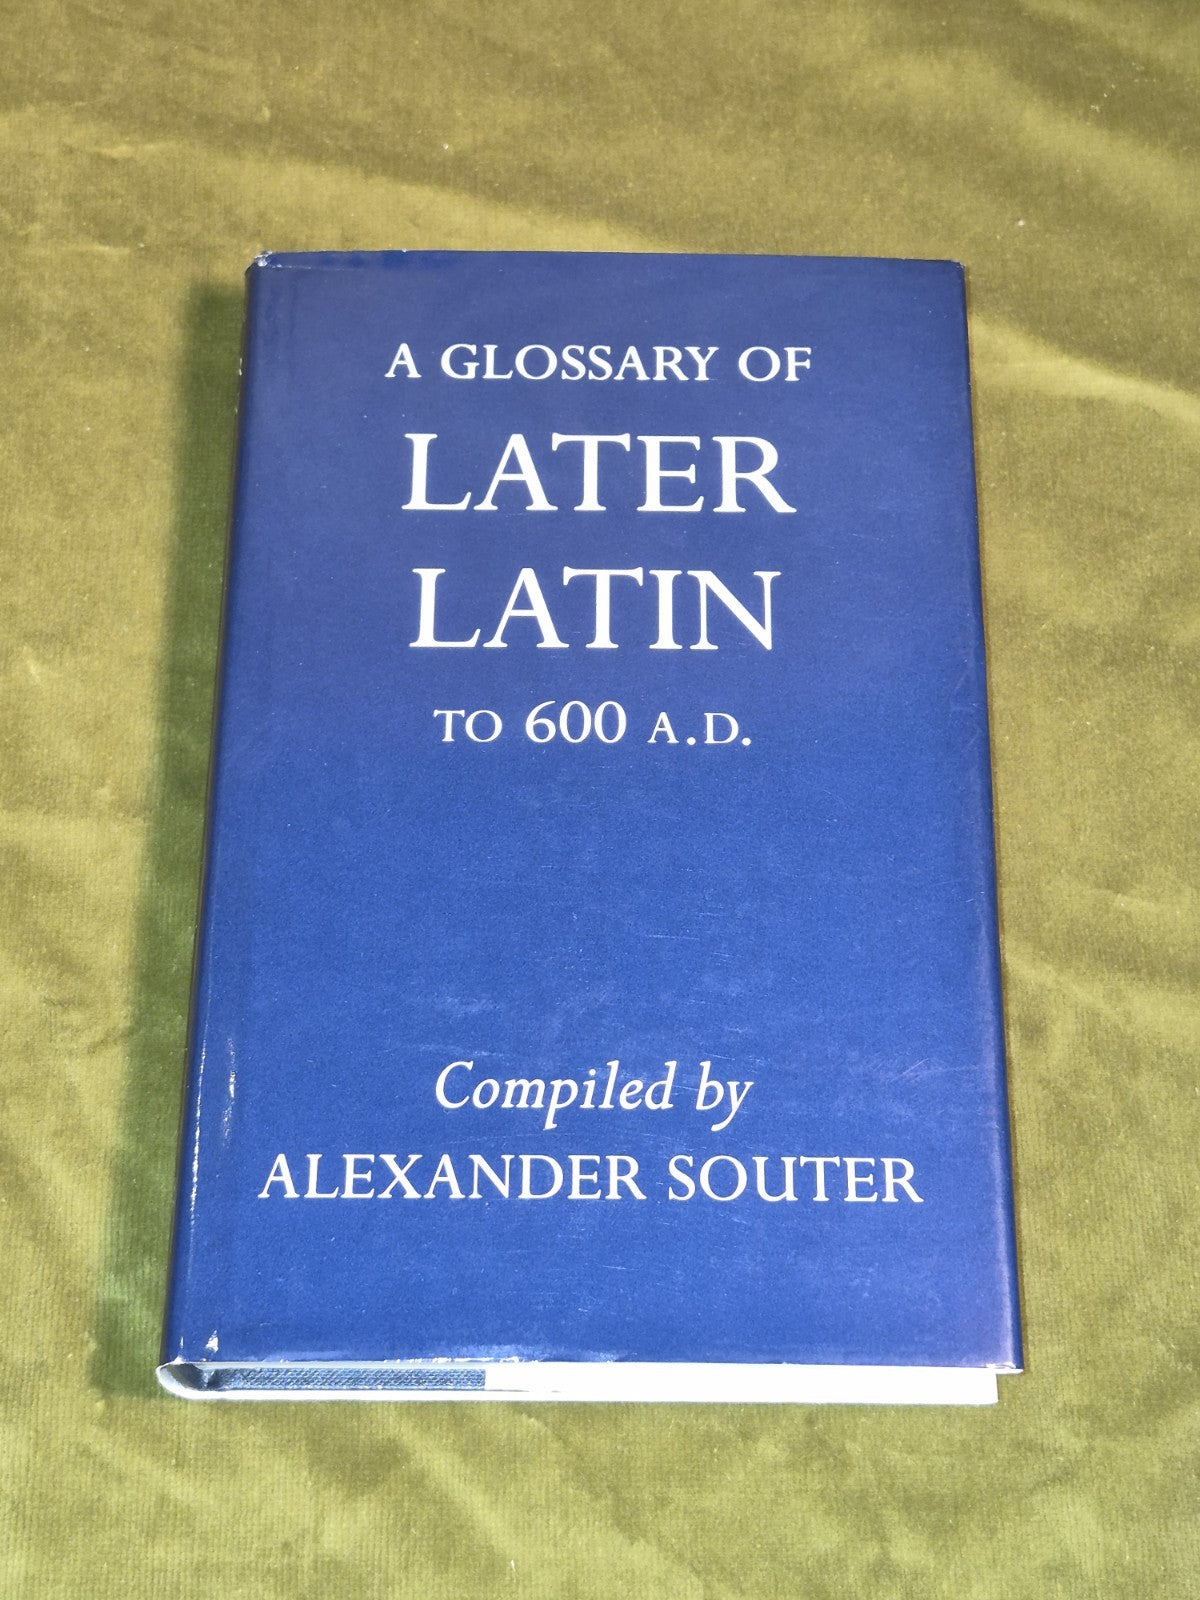 A GLOSSARY OF
LATER
LATIN
TO 600 A.D.
Compiled by
ALEXANDER SOUTER